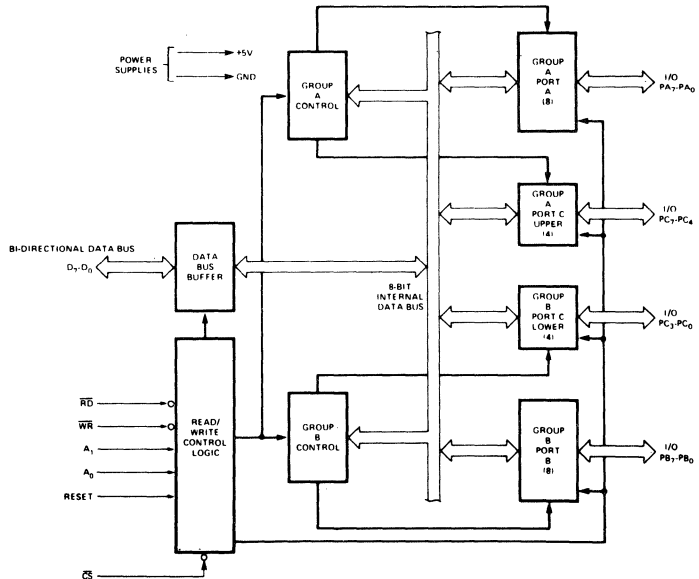 POWER
SUPPLIES
+5V
GND
GROUP
A
CONTROL
GROUP
A
PORT
A
(8)
I/O
PA7-PA0
GROUP
A
PORT C
UPPER
(4)
I/O
PC7-PC4
BI-DIRECTIONAL DATA BUS
D7-D0
DATA
BUS
BUFFER
8-BIT
INTERNAL
DATA BUS
GROUP
B
PORT C
LOWER
(4)
I/O
PC3-PC0
RD
WR
A1
A0
RESET
CS
READ/
WRITE
CONTROL
LOGIC
GROUP
B
CONTROL
GROUP
B
PORT
B
(8)
I/O
PB7-PB0